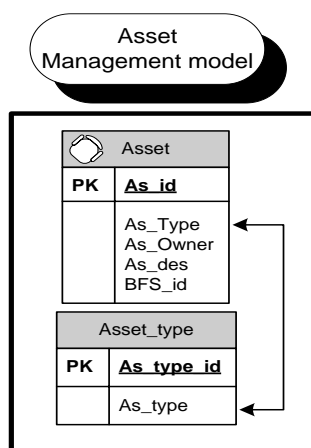 Asset
Management model
Asset
PK As_id
As_Type
As_Owner
As_des
BFS_id
Asset_type
PK As_type_id
As_type